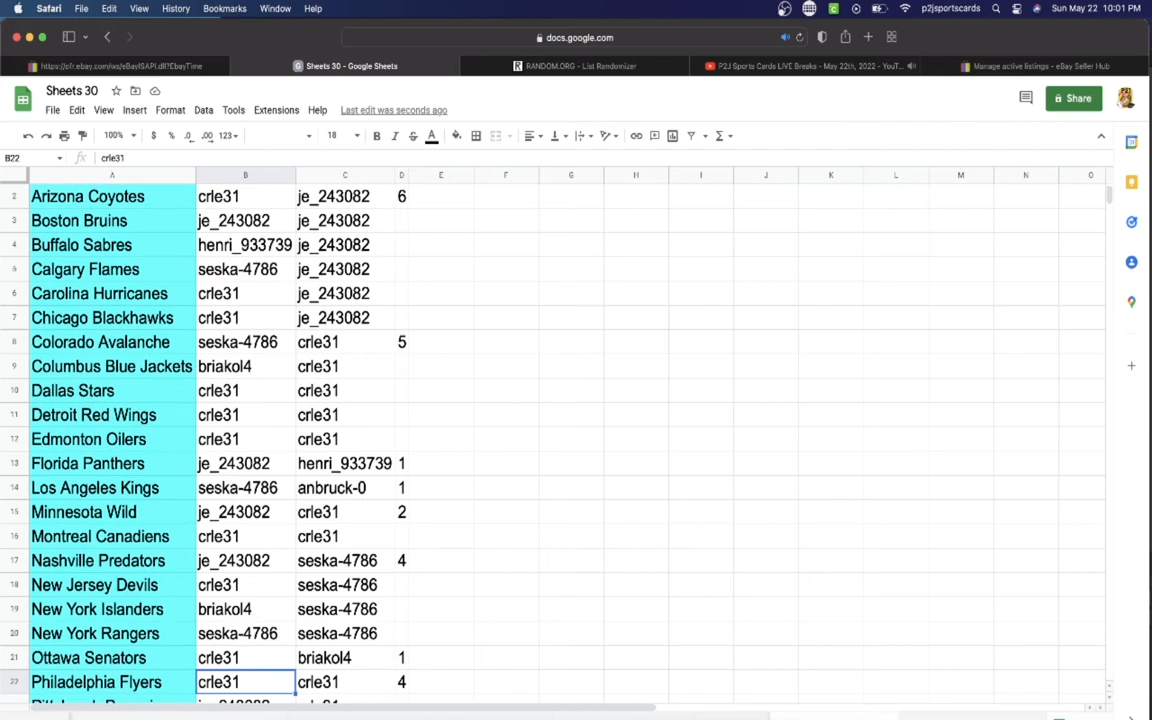 Safari File Edit View History Bookmarks Window Help p2jsportscards Sun May 22 10:01 PM
docs.google.com
https://ofr.ebay.com/ws/eBayISAPI.dll?EbayTime Sheets 30 - Google Sheets RANDOM.ORG - List Randomizer P2J Sports Cards LIVE Breaks - May 22th, 2022 - YouT... Manage active listings - eBay Seller Hub
Sheets 30
File Edit View Insert Format Data Tools Extensions Help Last edit was seconds ago
Share
100% $ % .0 .00 123 18 B I S A
B22 fx crle31
A B C D E F G H I J K L M N O
2 Arizona Coyotes crle31 je_243082 6
3 Boston Bruins je_243082 je_243082
4 Buffalo Sabres henri_933739 je_243082
5 Calgary Flames seska-4786 je_243082
6 Carolina Hurricanes crle31 je_243082
7 Chicago Blackhawks crle31 je_243082
8 Colorado Avalanche seska-4786 crle31 5
9 Columbus Blue Jackets briakol4 crle31
10 Dallas Stars crle31 crle31
11 Detroit Red Wings crle31 crle31
12 Edmonton Oilers crle31 crle31
13 Florida Panthers je_243082 henri_933739 1
14 Los Angeles Kings seska-4786 anbruck-0 1
15 Minnesota Wild je_243082 crle31 2
16 Montreal Canadiens crle31 crle31
17 Nashville Predators je_243082 seska-4786 4
18 New Jersey Devils crle31 seska-4786
19 New York Islanders briakol4 seska-4786
20 New York Rangers seska-4786 seska-4786
21 Ottawa Senators crle31 briakol4 1
22 Philadelphia Flyers crle31 crle31 4